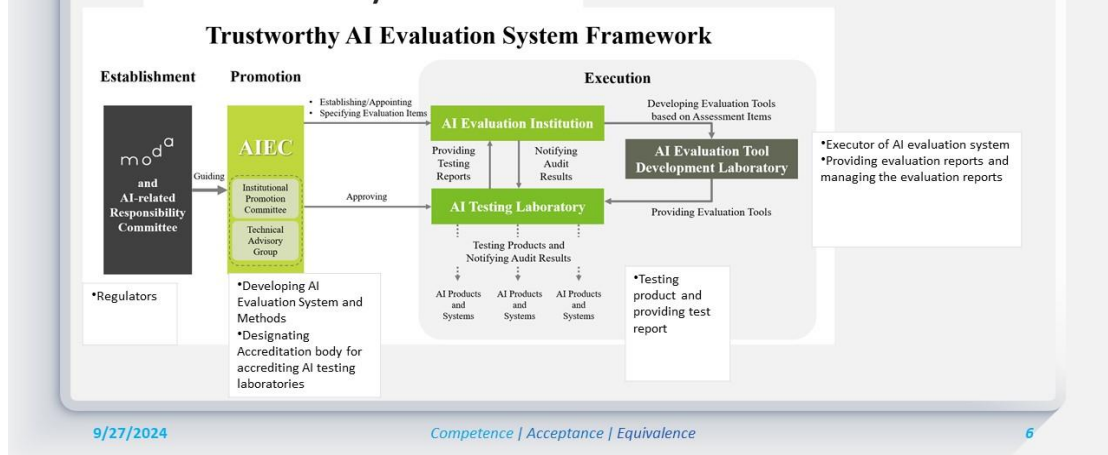 Trustworthy AI Evaluation System Framework
Establishment
Promotion
Execution
moda
and
AI-related
Responsibility
Committee
Guiding
AIEC
Institutional
Promotion
Committee
Technical
Advisory
Group
• Establishing/Appointing
• Specifying Evaluation Items
Approving
AI Evaluation Institution
Providing
Testing
Reports
Notifying
Audit
Results
AI Testing Laboratory
Developing Evaluation Tools
based on Assessment Items
AI Evaluation Tool
Development Laboratory
Providing Evaluation Tools
Testing Products and
Notifying Audit Results
AI Products
and
Systems
AI Products
and
Systems
AI Products
and
Systems
•Regulators
•Developing AI
Evaluation System and
Methods
•Designating
Accreditation body for
accrediting AI testing
laboratories
•Testing
product and
providing test
report
•Executor of AI evaluation system
•Providing evaluation reports and
managing the evaluation reports
9/27/2024
Competence | Acceptance | Equivalence
6